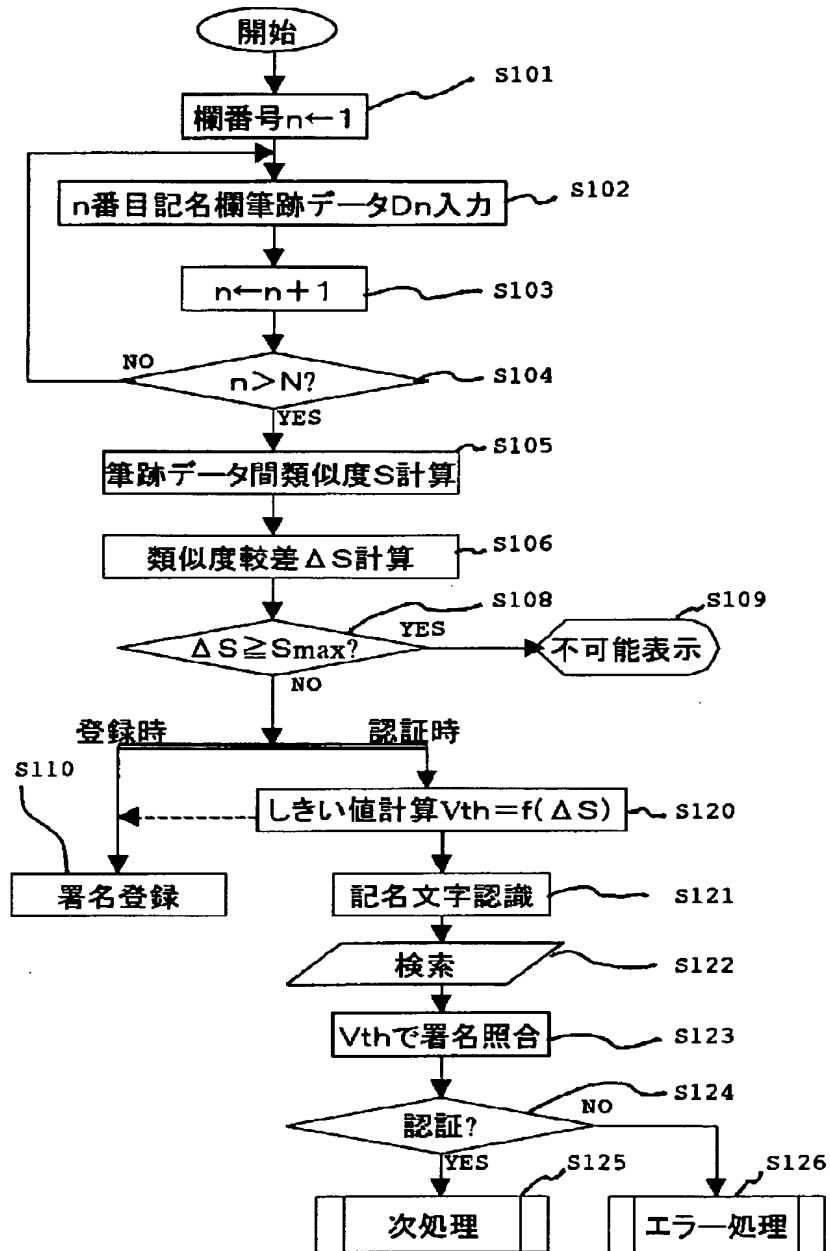 開始
S101
欄番号n←1
S102
n番目記名欄筆跡データDn入力
n←n+1
S103
NO
n>N?
S104
YES
S105
筆跡データ間類似度S計算
S106
類似度較差ΔS計算
S108
S109
ΔS≧Smax?
YES
不可能表示
NO
登録時
認証時
S110
しきい値計算Vth=f(ΔS)
S120
署名登録
記名文字認識
S121
検索
S122
Vthで署名照合
S123
S124
認証?
NO
YES
S125
S126
次処理
エラー処理